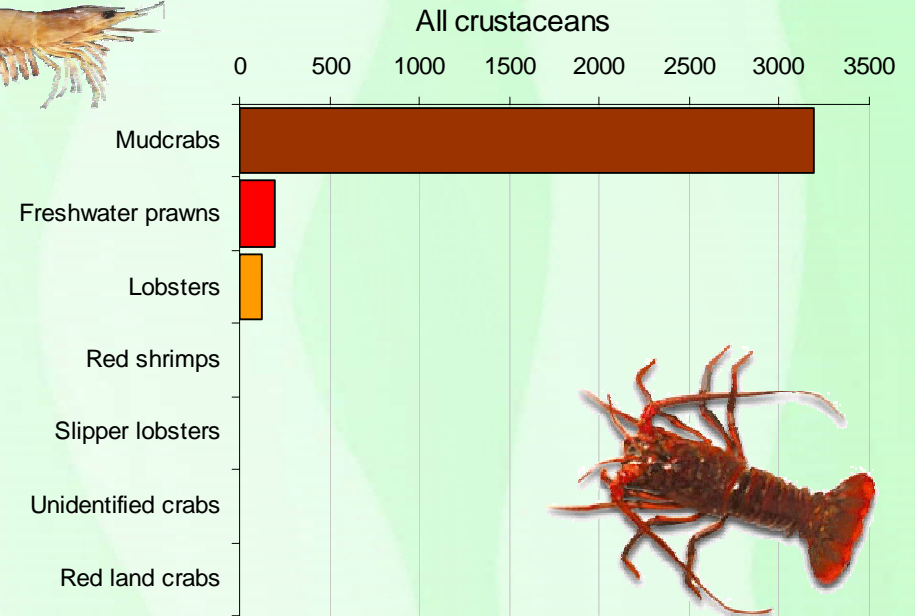 All crustaceans
0 500 1000 1500 2000 2500 3000 3500
Mudcrabs
Freshwater prawns
Lobsters
Red shrimps
Slipper lobsters
Unidentified crabs
Red land crabs